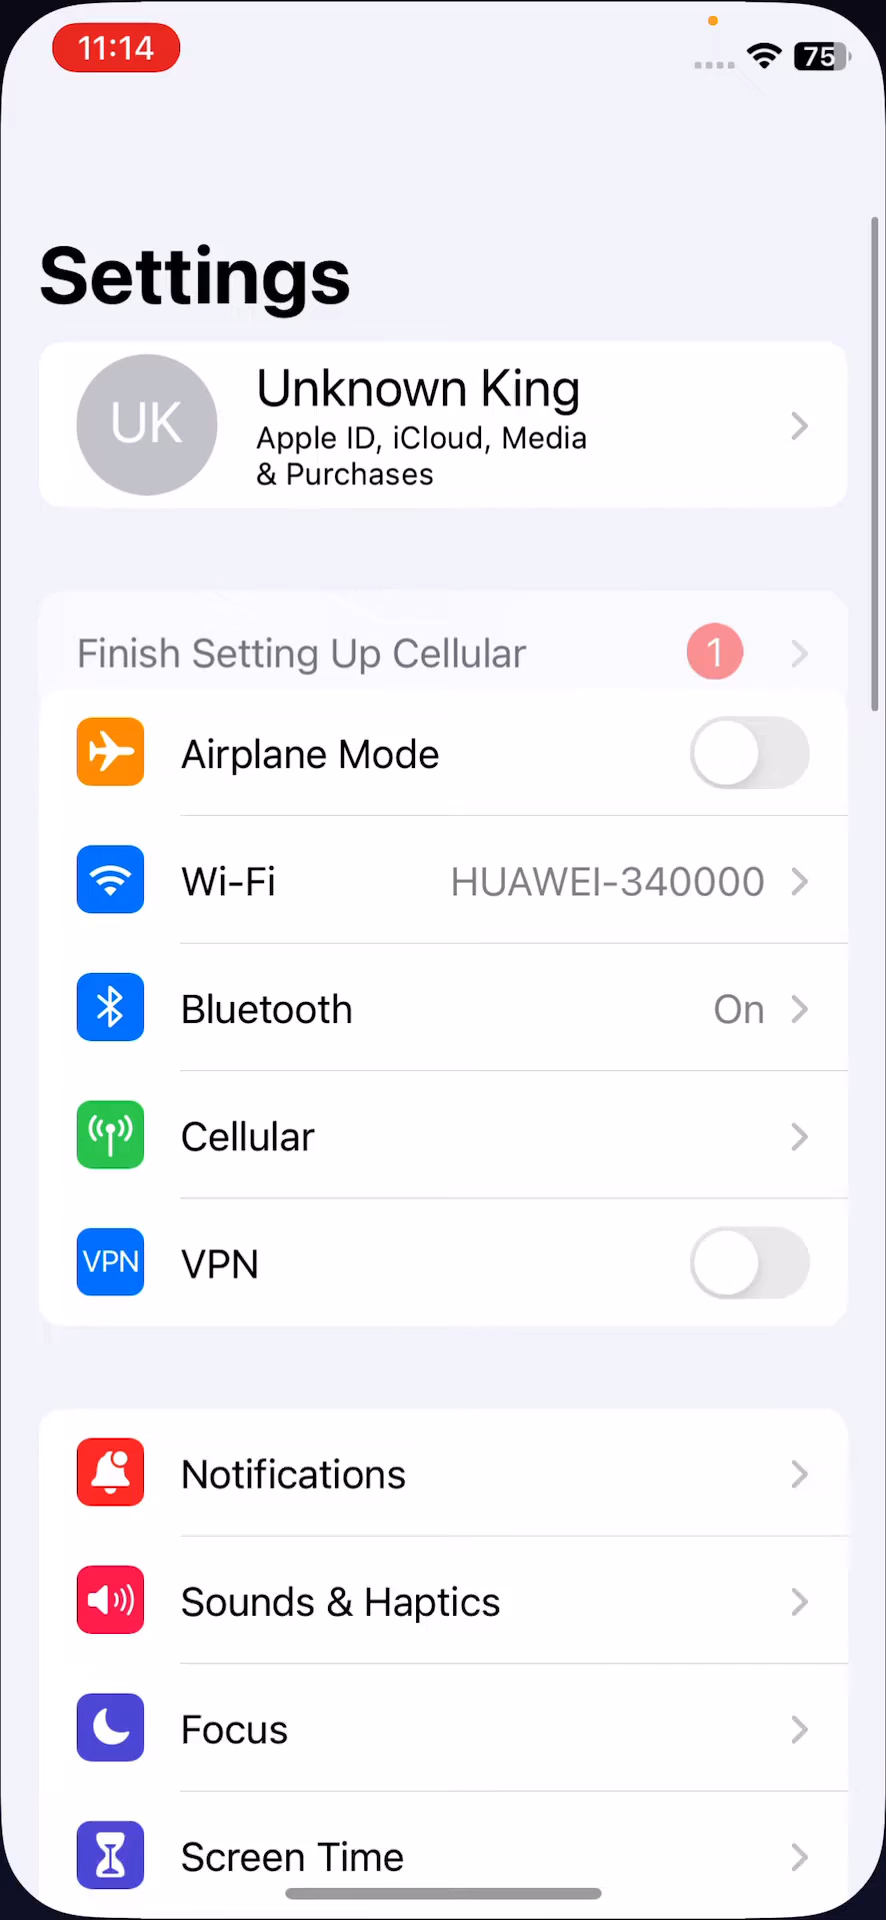 11:14
75
Settings
UK
Unknown King
Apple ID, iCloud, Media
& Purchases
Finish Setting Up Cellular
1
Airplane Mode
Wi-Fi
HUAWEI-340000
Bluetooth
On
Cellular
VPN
VPN
Notifications
Sounds & Haptics
Focus
Screen Time